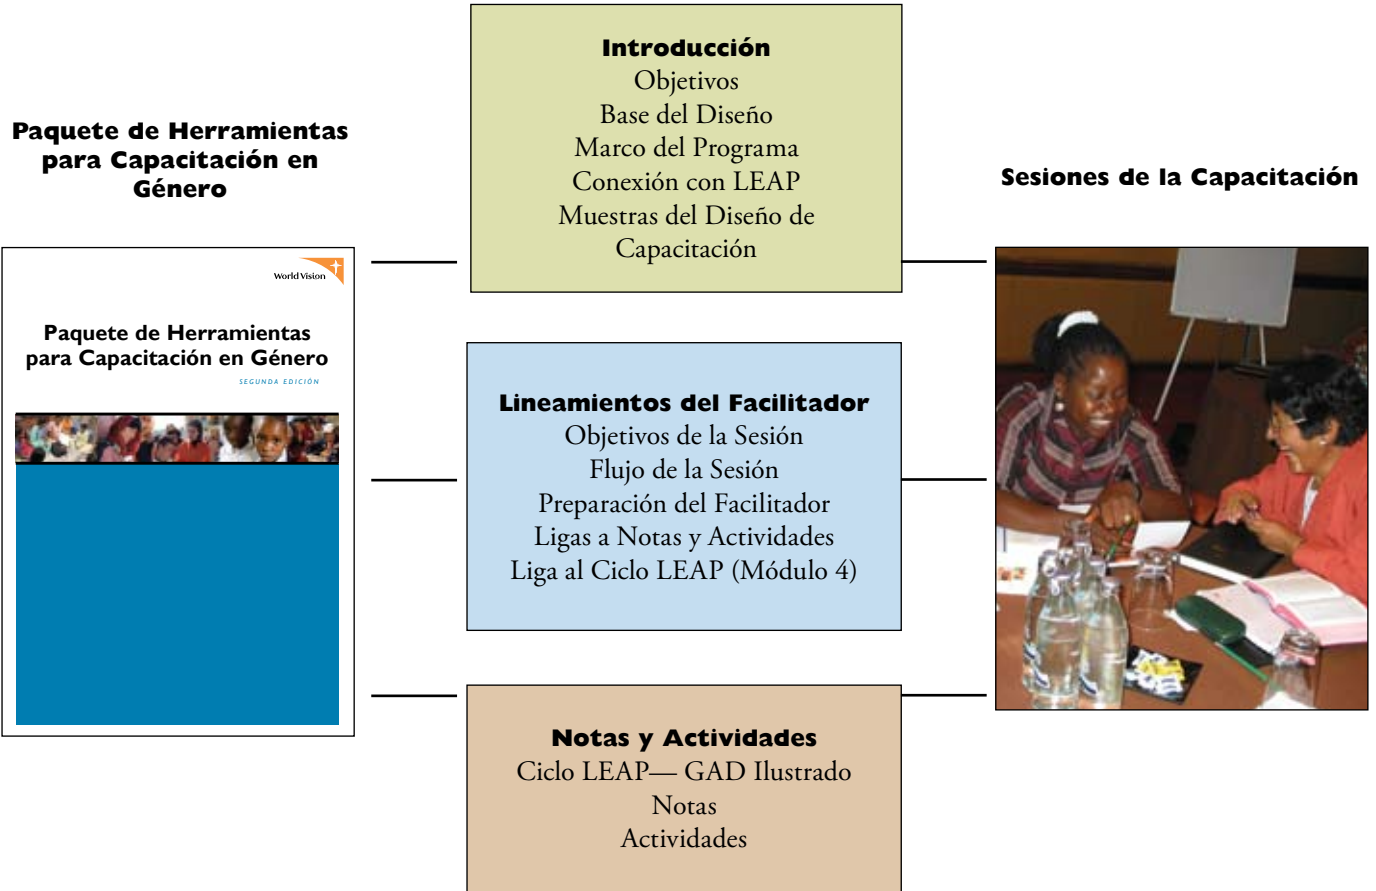 Paquete de Herramientas
para Capacitación en
Género
World Vision
Paquete de Herramientas
para Capacitación en Género
SEGUNDA EDICIÓN
Introducción
Objetivos
Base del Diseño
Marco del Programa
Conexión con LEAP
Muestras del Diseño de
Capacitación
Lineamientos del Facilitador
Objetivos de la Sesión
Flujo de la Sesión
Preparación del Facilitador
Ligas a Notas y Actividades
Liga al Ciclo LEAP (Módulo 4)
Notas y Actividades
Ciclo LEAP— GAD Ilustrado
Notas
Actividades
Sesiones de la Capacitación